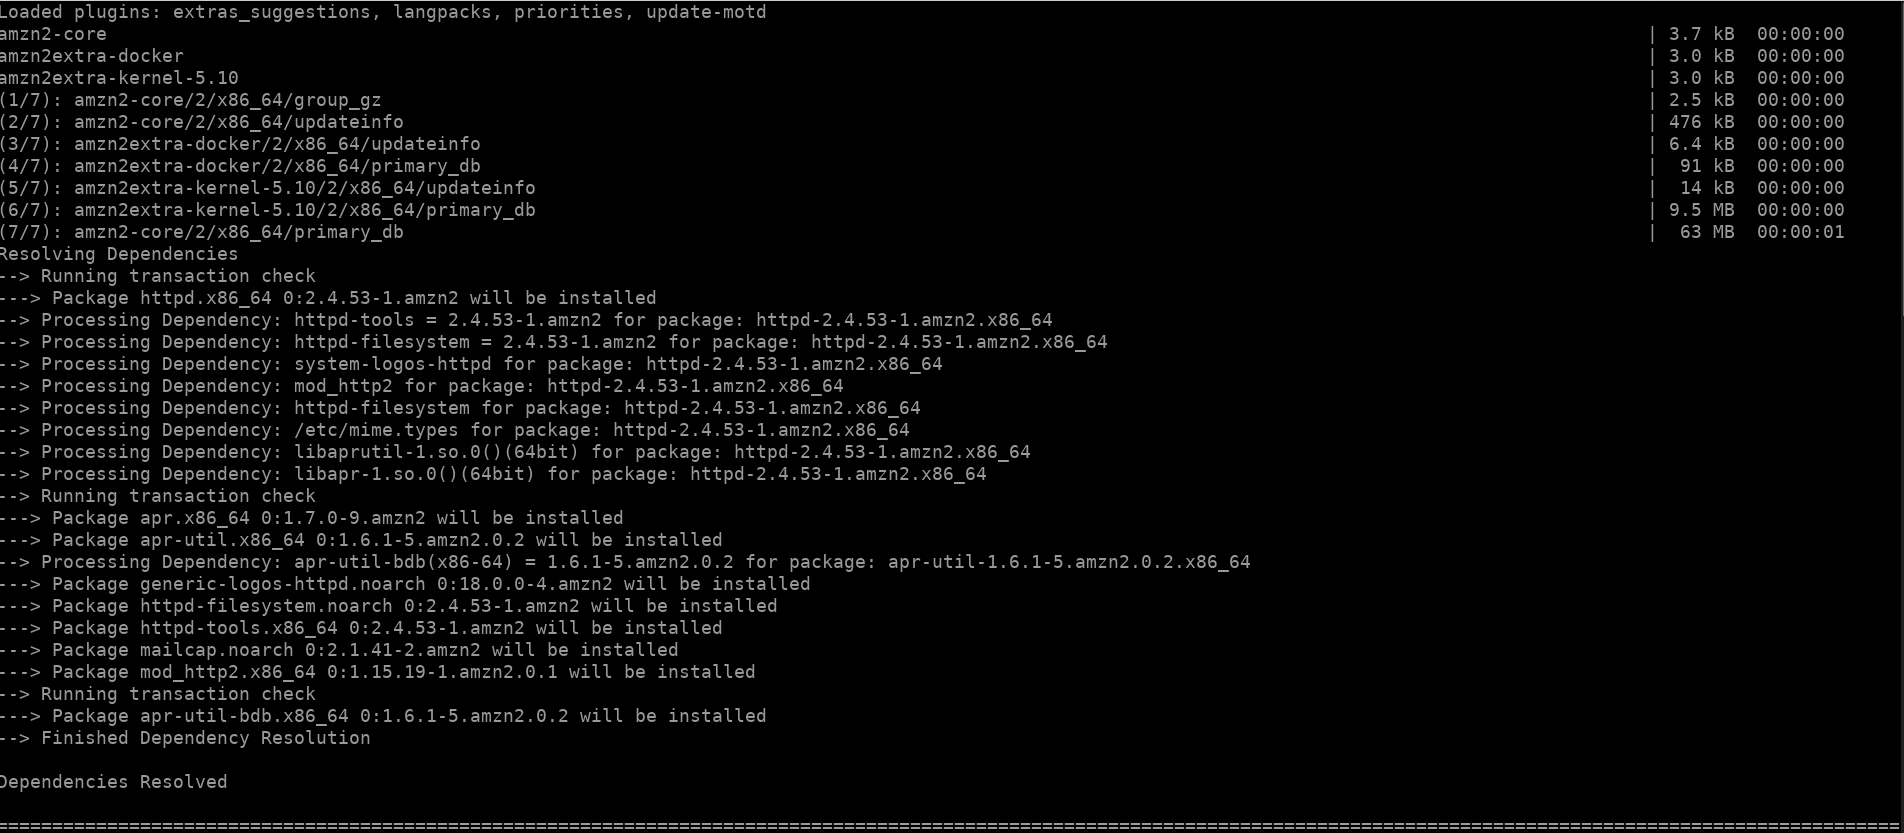 Loaded plugins: extras_suggestions, langpacks, priorities, update-motd
amzn2-core | 3.7 kB 00:00:00
amzn2extra-docker | 3.0 kB 00:00:00
amzn2extra-kernel-5.10 | 3.0 kB 00:00:00
(1/7): amzn2-core/2/x86_64/group_gz | 2.5 kB 00:00:00
(2/7): amzn2-core/2/x86_64/updateinfo | 476 kB 00:00:00
(3/7): amzn2extra-docker/2/x86_64/updateinfo | 6.4 kB 00:00:00
(4/7): amzn2extra-docker/2/x86_64/primary_db | 91 kB 00:00:00
(5/7): amzn2extra-kernel-5.10/2/x86_64/updateinfo | 14 kB 00:00:00
(6/7): amzn2extra-kernel-5.10/2/x86_64/primary_db | 9.5 MB 00:00:00
(7/7): amzn2-core/2/x86_64/primary_db | 63 MB 00:00:01
Resolving Dependencies
--> Running transaction check
---> Package httpd.x86_64 0:2.4.53-1.amzn2 will be installed
--> Processing Dependency: httpd-tools = 2.4.53-1.amzn2 for package: httpd-2.4.53-1.amzn2.x86_64
--> Processing Dependency: httpd-filesystem = 2.4.53-1.amzn2 for package: httpd-2.4.53-1.amzn2.x86_64
--> Processing Dependency: system-logos-httpd for package: httpd-2.4.53-1.amzn2.x86_64
--> Processing Dependency: mod_http2 for package: httpd-2.4.53-1.amzn2.x86_64
--> Processing Dependency: httpd-filesystem for package: httpd-2.4.53-1.amzn2.x86_64
--> Processing Dependency: /etc/mime.types for package: httpd-2.4.53-1.amzn2.x86_64
--> Processing Dependency: libaprutil-1.so.0()(64bit) for package: httpd-2.4.53-1.amzn2.x86_64
--> Processing Dependency: libapr-1.so.0()(64bit) for package: httpd-2.4.53-1.amzn2.x86_64
--> Running transaction check
---> Package apr.x86_64 0:1.7.0-9.amzn2 will be installed
---> Package apr-util.x86_64 0:1.6.1-5.amzn2.0.2 will be installed
--> Processing Dependency: apr-util-bdb(x86-64) = 1.6.1-5.amzn2.0.2 for package: apr-util-1.6.1-5.amzn2.0.2.x86_64
---> Package generic-logos-httpd.noarch 0:18.0.0-4.amzn2 will be installed
---> Package httpd-filesystem.noarch 0:2.4.53-1.amzn2 will be installed
---> Package httpd-tools.x86_64 0:2.4.53-1.amzn2 will be installed
---> Package mailcap.noarch 0:2.1.41-2.amzn2 will be installed
---> Package mod_http2.x86_64 0:1.15.19-1.amzn2.0.1 will be installed
--> Running transaction check
---> Package apr-util-bdb.x86_64 0:1.6.1-5.amzn2.0.2 will be installed
--> Finished Dependency Resolution
Dependencies Resolved